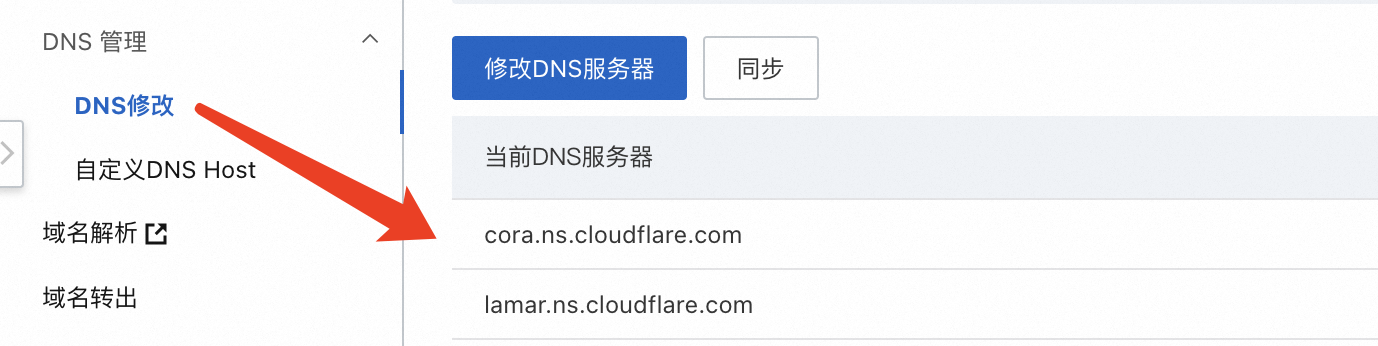 DNS 管理
DNS修改
自定义DNS Host
域名解析
域名转出
修改DNS服务器
同步
当前DNS服务器
cora.ns.cloudflare.com
lamar.ns.cloudflare.com